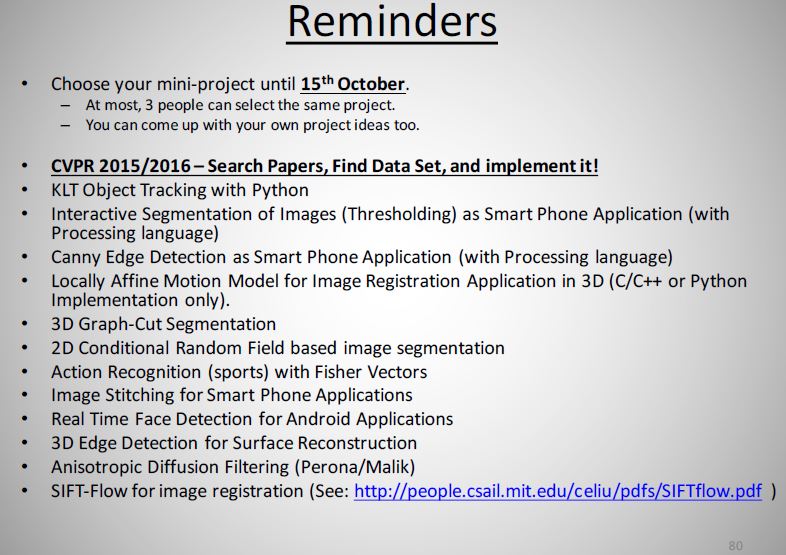 Reminders
• Choose your mini-project until 15th October.
– At most, 3 people can select the same project.
– You can come up with your own project ideas too.
• CVPR 2015/2016 – Search Papers, Find Data Set, and implement it!
• KLT Object Tracking with Python
• Interactive Segmentation of Images (Thresholding) as Smart Phone Application (with
Processing language)
• Canny Edge Detection as Smart Phone Application (with Processing language)
• Locally Affine Motion Model for Image Registration Application in 3D (C/C++ or Python
Implementation only).
• 3D Graph-Cut Segmentation
• 2D Conditional Random Field based image segmentation
• Action Recognition (sports) with Fisher Vectors
• Image Stitching for Smart Phone Applications
• Real Time Face Detection for Android Applications
• 3D Edge Detection for Surface Reconstruction
• Anisotropic Diffusion Filtering (Perona/Malik)
• SIFT-Flow for image registration (See: http://people.csail.mit.edu/celiu/pdfs/SIFTflow.pdf )
80